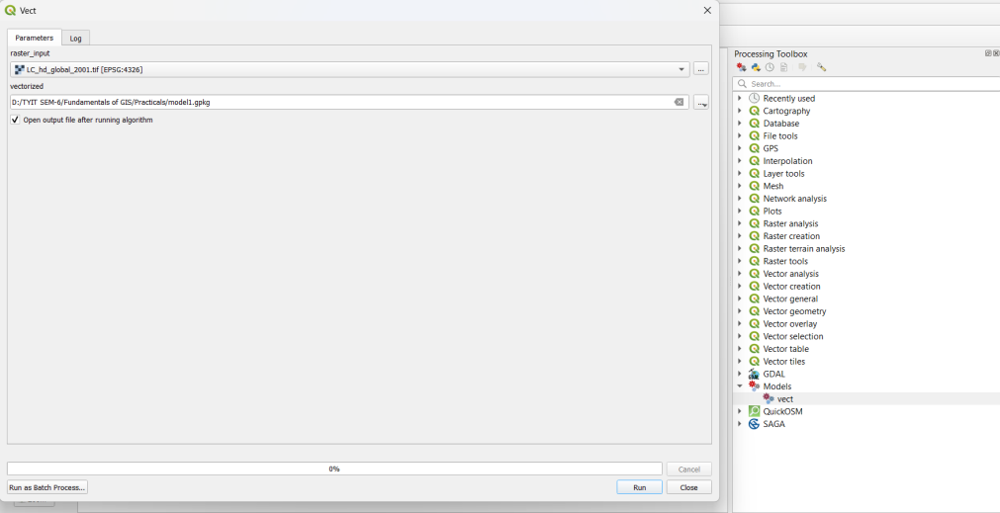 Vect
Parameters
Log
raster_input
LC_hd_global_2001.tif [EPSG:4326]
...
vectorized
D:/TYIT SEM-6/Fundamentals of GIS/Practicals/model1.gpkg
...
Open output file after running algorithm
0%
Cancel
Run as Batch Process...
Run
Close
Processing Toolbox
Search...
Recently used
Cartography
Database
File tools
GPS
Interpolation
Layer tools
Mesh
Network analysis
Plots
Raster analysis
Raster creation
Raster terrain analysis
Raster tools
Vector analysis
Vector creation
Vector general
Vector geometry
Vector overlay
Vector selection
Vector table
Vector tiles
GDAL
Models
vect
QuickOSM
SAGA